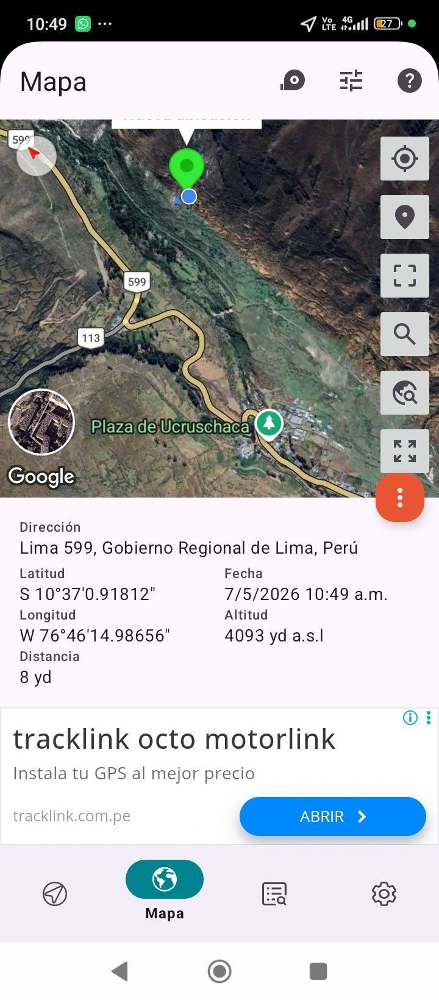 10:49
Vo LTE 4G 27
Mapa
599
599
113
Plaza de Ucruschaca
Google
Dirección
Lima 599, Gobierno Regional de Lima, Perú
Latitud
S 10°37'0.91812"
Fecha
7/5/2026 10:49 a.m.
Longitud
W 76°46'14.98656"
Altitud
4093 yd a.s.l
Distancia
8 yd
tracklink octo motorlink
Instala tu GPS al mejor precio
tracklink.com.pe
ABRIR
Mapa